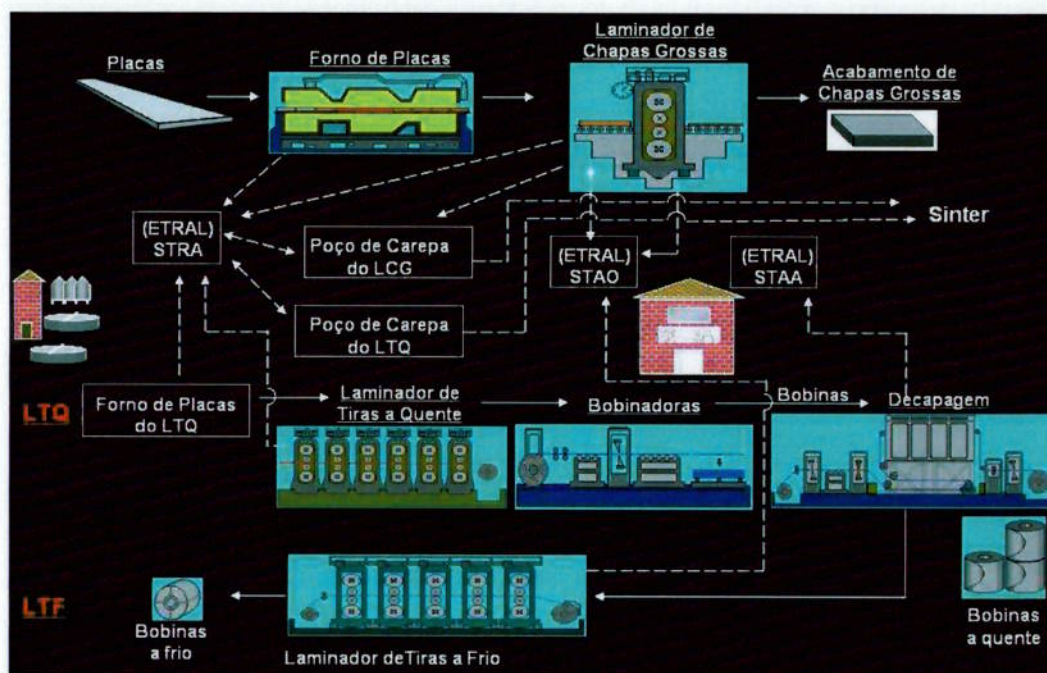 Placas
Forno de Placas
Laminador de
Chapas Grossas
Acabamento de
Chapas Grossas
(ETRAL)
STRA
Poço de Carepa
do LCG
(ETRAL)
STAO
(ETRAL)
STAA
Sinter
Poço de Carepa
do LTQ
LTQ
Forno de Placas
do LTQ
Laminador de
Tiras a Quente
Bobinadoras
Bobinas
Decapagem
LTF
Bobinas
a frio
Laminador deTiras a Frio
Bobinas
a quente